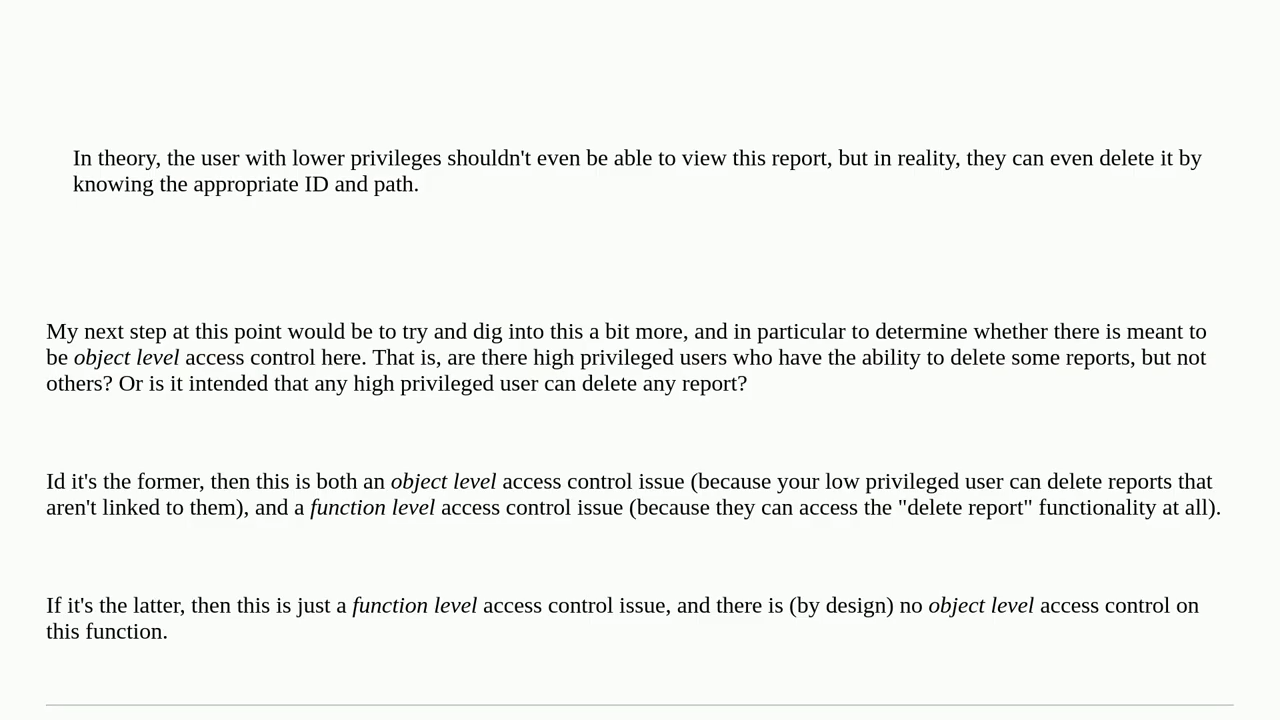 In theory, the user with lower privileges shouldn't even be able to view this report, but in reality, they can even delete it by
knowing the appropriate ID and path.
My next step at this point would be to try and dig into this a bit more, and in particular to determine whether there is meant to
be object level access control here. That is, are there high privileged users who have the ability to delete some reports, but not
others? Or is it intended that any high privileged user can delete any report?
Id it's the former, then this is both an object level access control issue (because your low privileged user can delete reports that
aren't linked to them), and a function level access control issue (because they can access the "delete report" functionality at all).
If it's the latter, then this is just a function level access control issue, and there is (by design) no object level access control on
this function.